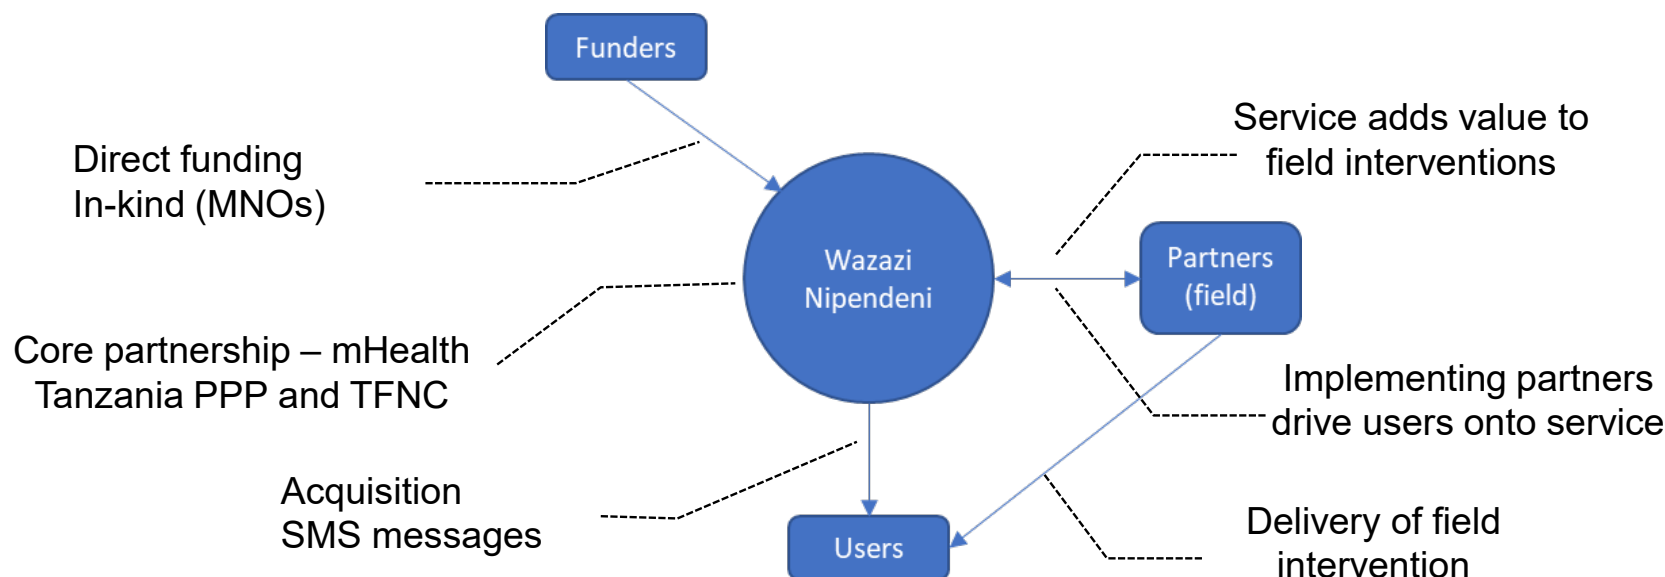 Funders
Service adds value to
field interventions
Direct funding
In-kind (MNOs)
Wazazi
Nipendeni
Partners
(field)
Core partnership – mHealth
Tanzania PPP and TFNC
Implementing partners
drive users onto service
Acquisition
SMS messages
Users
Delivery of field
intervention